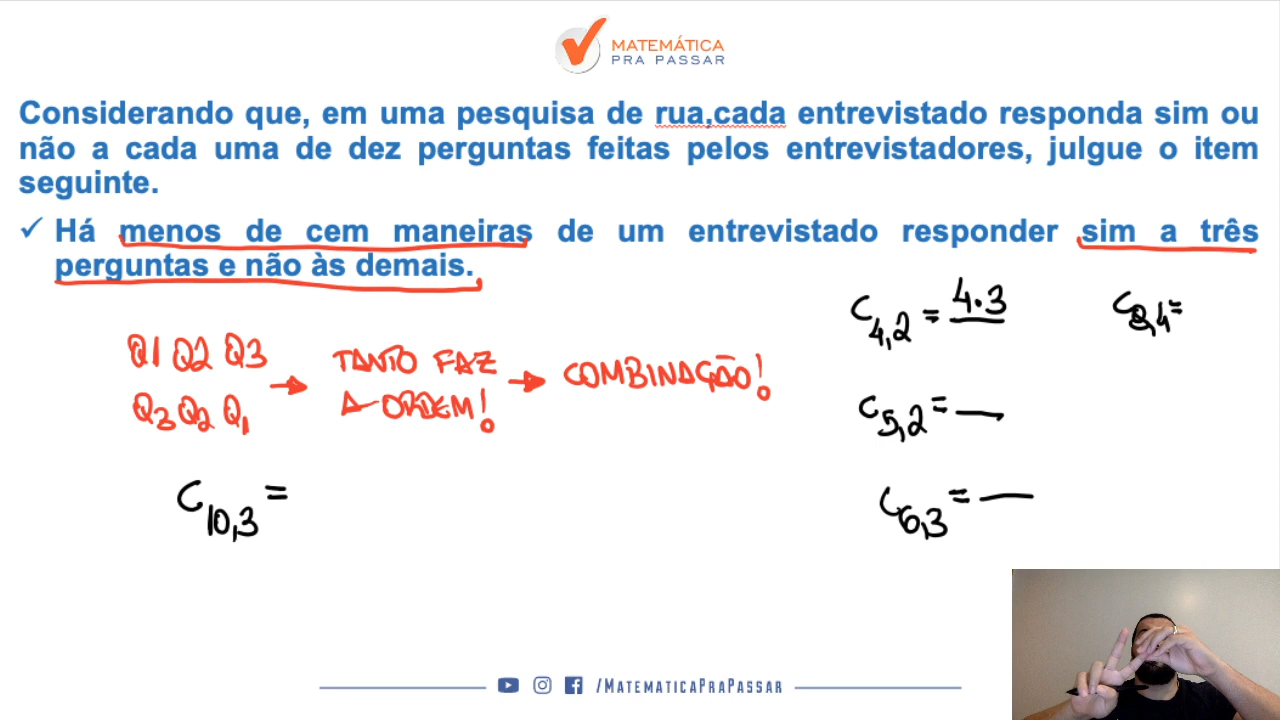 MATEMÁTICA
PRA PASSAR
Considerando que, em uma pesquisa de rua,cada entrevistado responda sim ou
não a cada uma de dez perguntas feitas pelos entrevistadores, julgue o item
seguinte.
✓ Há menos de cem maneiras de um entrevistado responder sim a três
perguntas e não às demais.
C4,2 = 4·3
C8,4=
Q1 Q2 Q3
Q3 Q2 Q1
→ TANTO FAZ
A ORDEM!
→ COMBINAÇÃO!
C5,2 =
C10,3 =
C6,3 =
/MATEMATICAPRAPASSAR